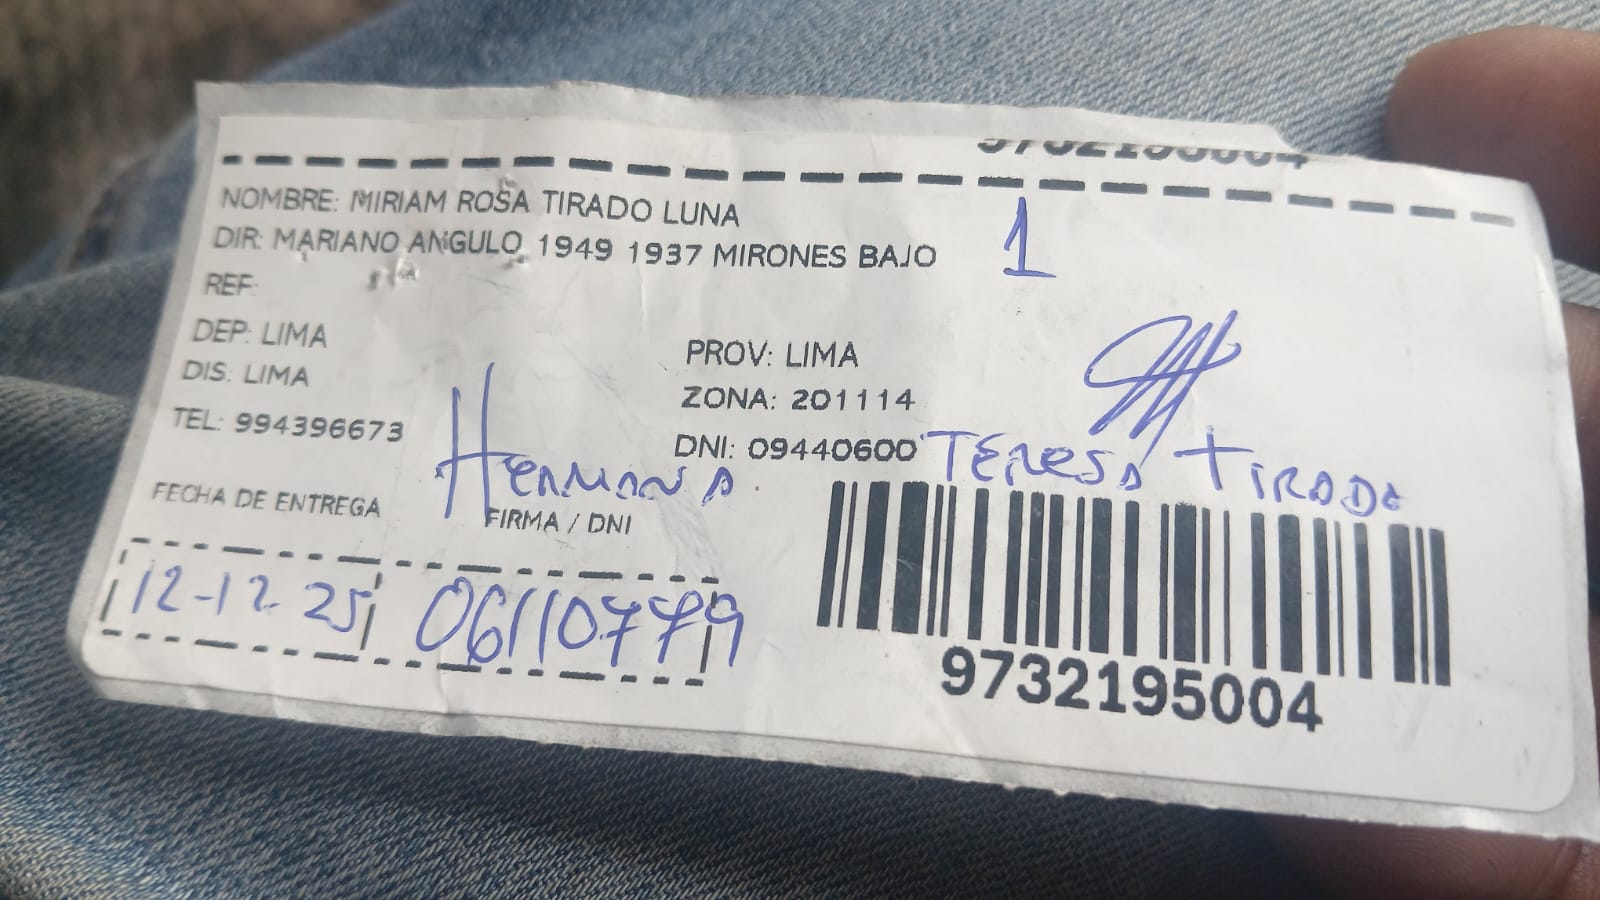 9732195004
NOMBRE: MIRIAM ROSA TIRADO LUNA
DIR: MARIANO ANGULO 1949 1937 MIRONES BAJO
1
REF:
DEP: LIMA
PROV: LIMA
DIS: LIMA
ZONA: 201114
TEL: 994396673
DNI: 09440600
TERESA TIRADO
HERMANA
FECHA DE ENTREGA
FIRMA / DNI
12-12-25
06110779
9732195004